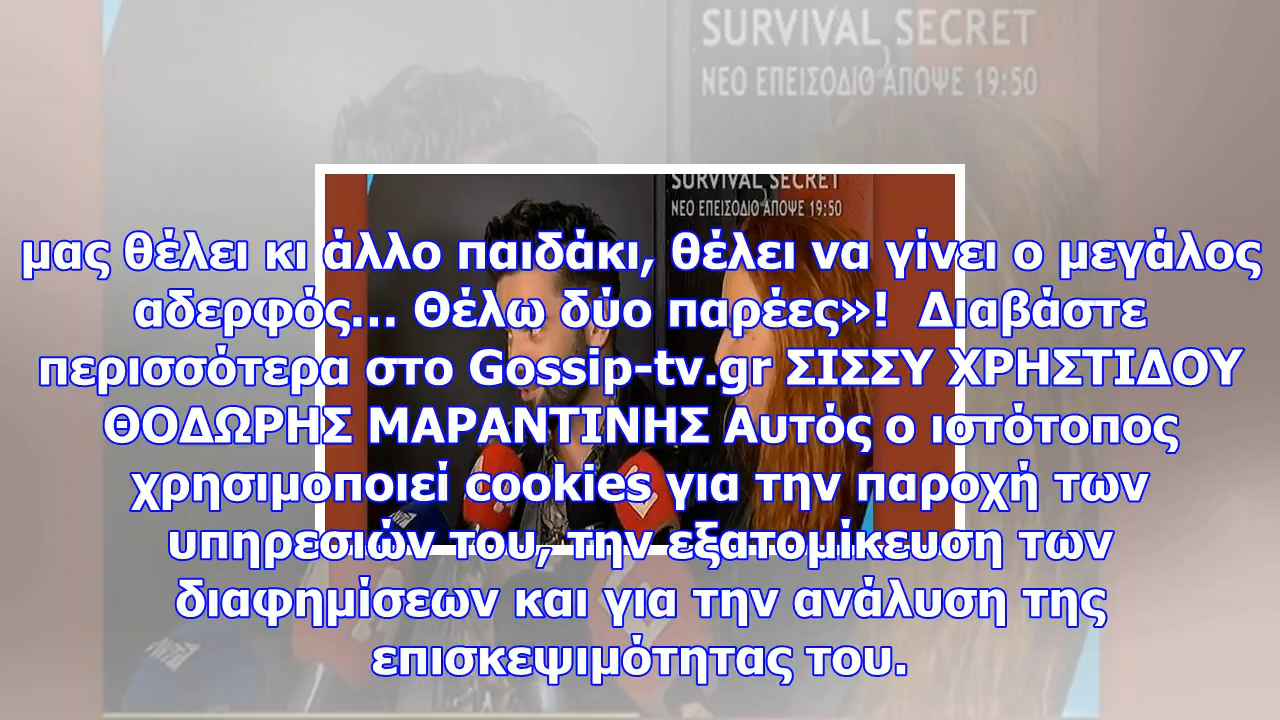 SURVIVAL SECRET
ΝΕΟ ΕΠΕΙΣΟΔΙΟ ΑΠΟΨΕ 19:50
SURVIVAL SECRET
ΝΕΟ ΕΠΕΙΣΟΔΙΟ ΑΠΟΨΕ 19:50
μας θέλει κι άλλο παιδάκι, θέλει να γίνει ο μεγάλος
αδερφός... Θέλω δύο παρέες»!  Διαβάστε
περισσότερα στο Gossip-tv.gr ΣΙΣΣΥ ΧΡΗΣΤΙΔΟΥ
ΘΟΔΩΡΗΣ ΜΑΡΑΝΤΙΝΗΣ Αυτός ο ιστότοπος
χρησιμοποιεί cookies για την παροχή των
υπηρεσιών του, την εξατομίκευση των
διαφημίσεων και για την ανάλυση της
επισκεψιμότητας του.